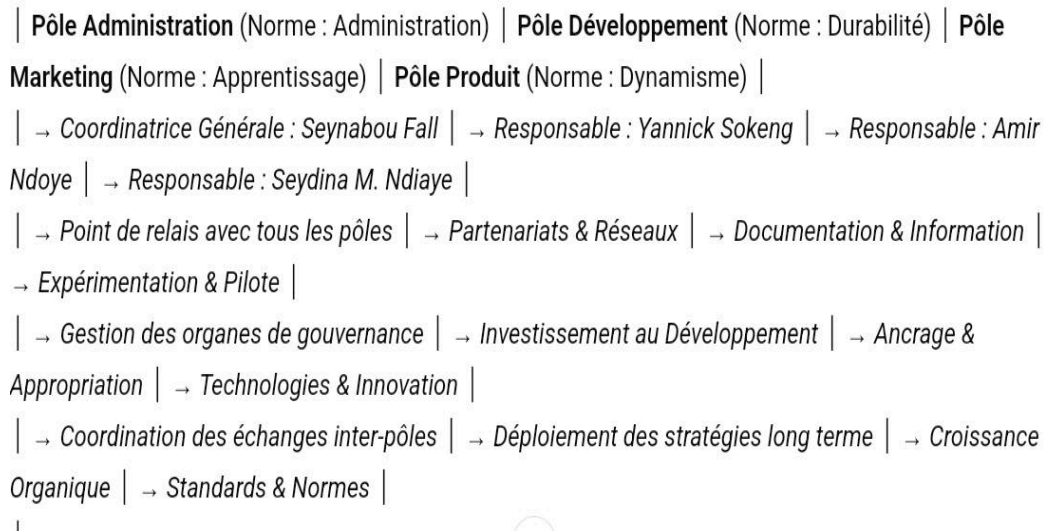 | Pôle Administration (Norme : Administration) | Pôle Développement (Norme : Durabilité) | Pôle
Marketing (Norme : Apprentissage) | Pôle Produit (Norme : Dynamisme) |
| → Coordinatrice Générale : Seynabou Fall | → Responsable : Yannick Sokeng | → Responsable : Amir
Ndoye | → Responsable : Seydina M. Ndiaye |
| → Point de relais avec tous les pôles | → Partenariats & Réseaux | → Documentation & Information |
→ Expérimentation & Pilote |
| → Gestion des organes de gouvernance | → Investissement au Développement | → Ancrage &
Appropriation | → Technologies & Innovation |
| → Coordination des échanges inter-pôles | → Déploiement des stratégies long terme | → Croissance
Organique | → Standards & Normes |